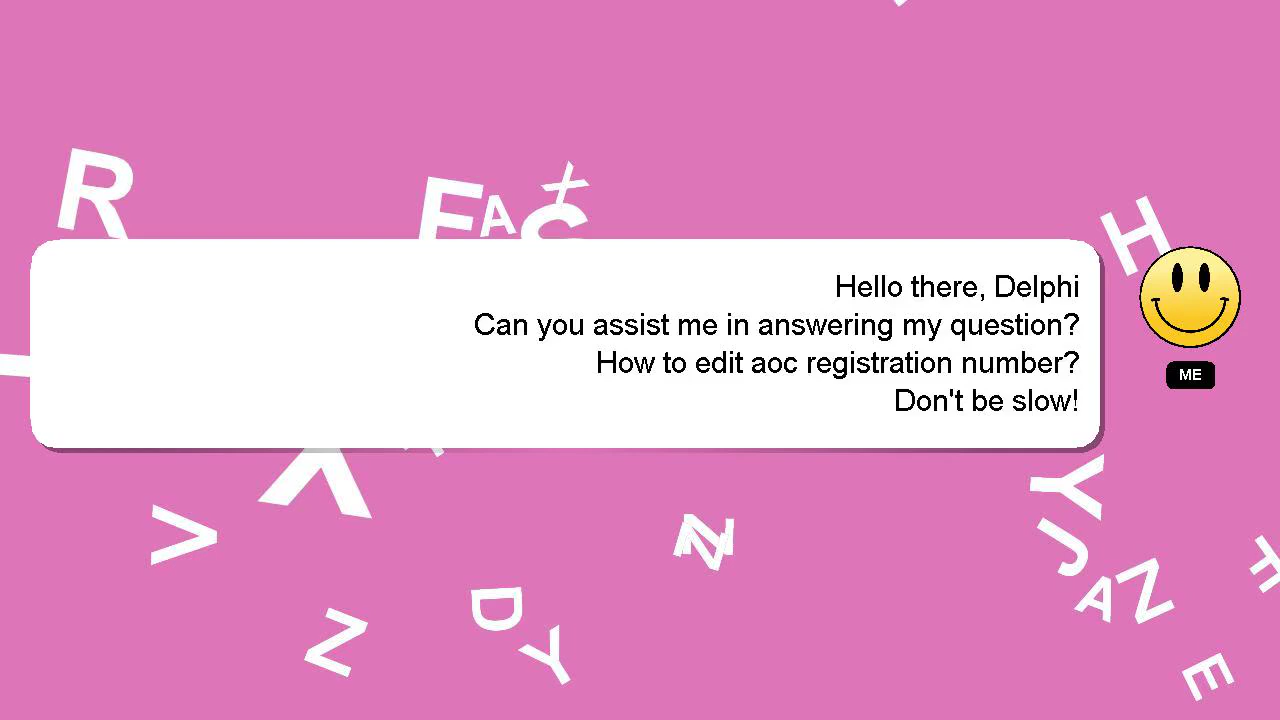 Hello there, Delphi
Can you assist me in answering my question?
How to edit aoc registration number?
Don't be slow!
ME
R
F
A
X
H
X
V
N
D
Y
N
Y
J
A
N
F
E